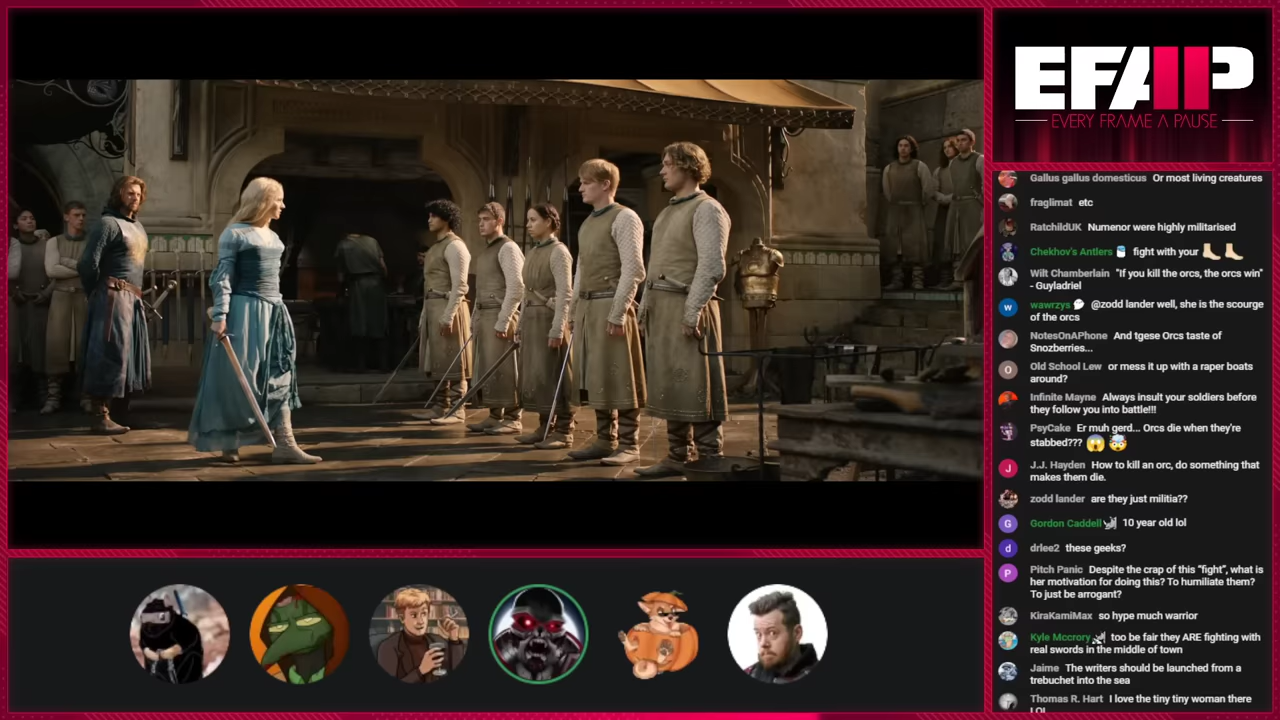 EFAP
EVERY FRAME A PAUSE
Gallus gallus domesticus Or most living creatures
fraglimat etc
RatchildUK Numenor were highly militarised
Chekhov's Antlers fight with your
Wilt Chamberlain "If you kill the orcs, the orcs win"
- Guyladriel
wawrzys @zodd lander well, she is the scourge
of the orcs
NotesOnAPhone And tgese Orcs taste of
Snozberries...
Old School Lew or mess it up with a raper boats
around?
Infinite Mayne Always insult your soldiers before
they follow you into battle!!!
PsyCake Er muh gerd... Orcs die when they're
stabbed???
J.J. Hayden How to kill an orc, do something that
makes them die.
zodd lander are they just militia??
Gordon Caddell 10 year old lol
drlee2 these geeks?
Pitch Panic Despite the crap of this “fight”, what is
her motivation for doing this? To humiliate them?
To just be arrogant?
KiraKamiMax so hype much warrior
Kyle Mccrory too be fair they ARE fighting with
real swords in the middle of town
Jaime The writers should be launched from a
trebuchet into the sea
Thomas R. Hart I love the tiny tiny woman there
LOL